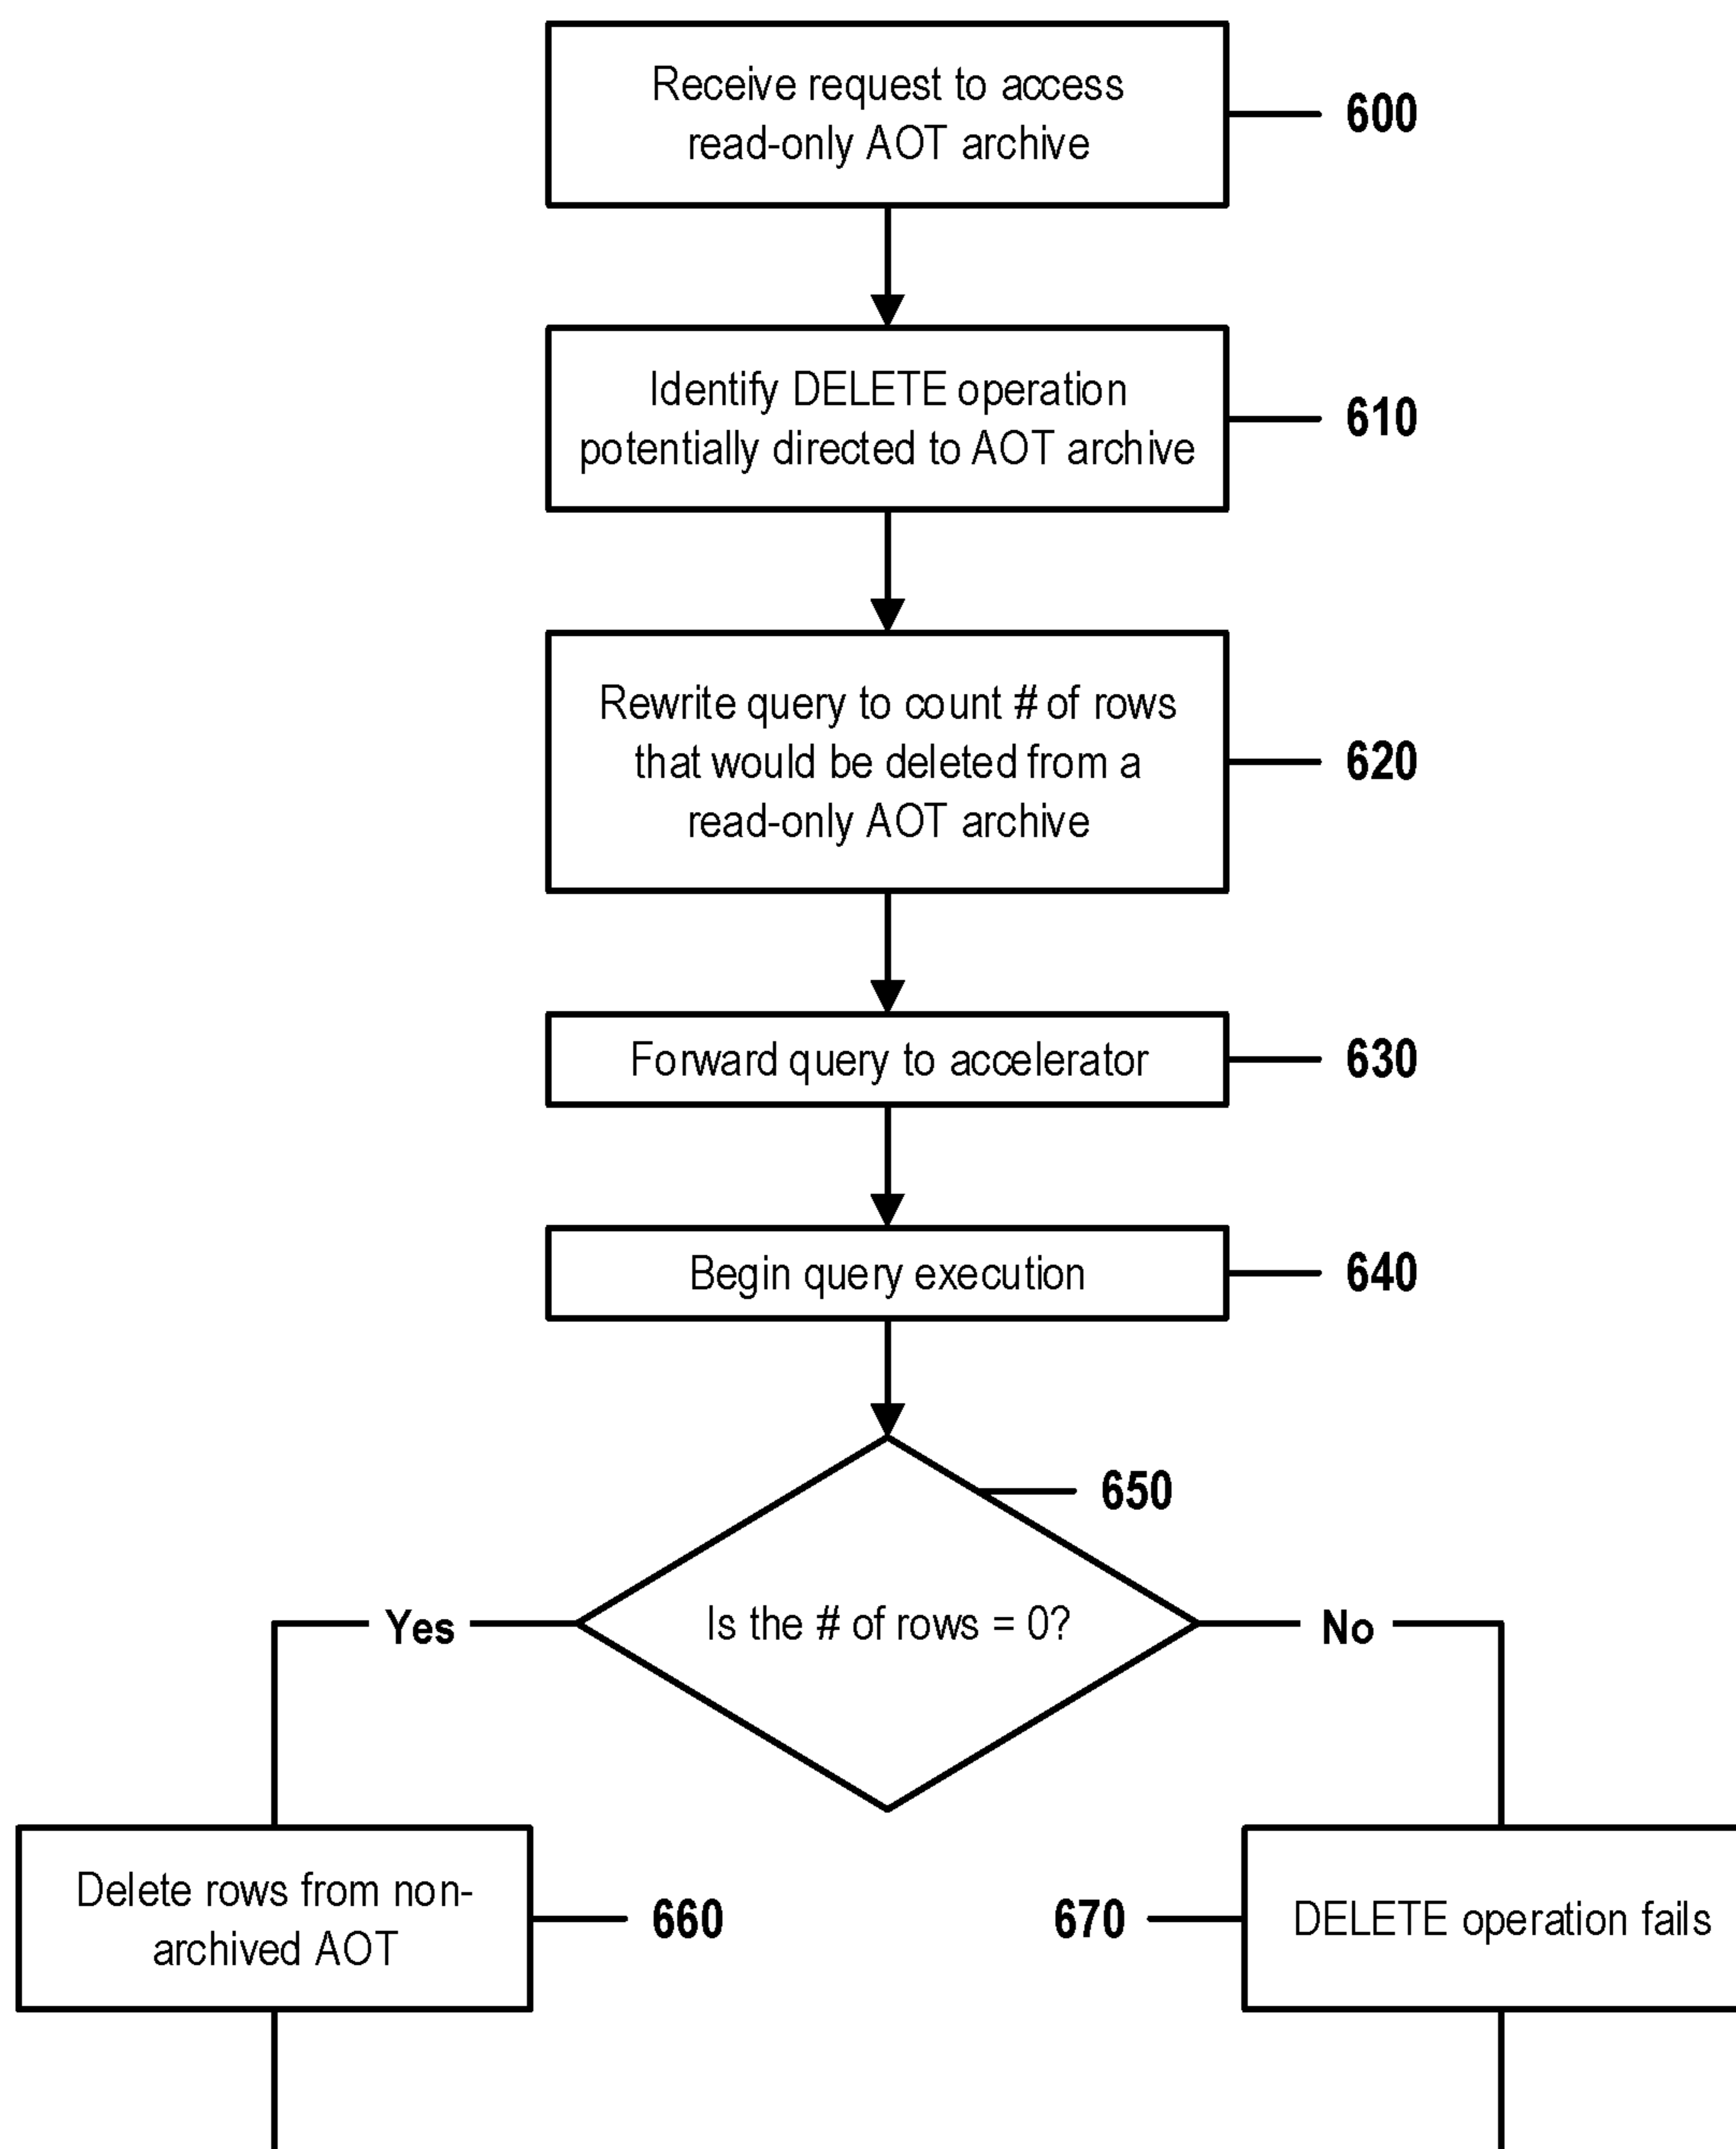 Receive request to access
read-only AOT archive
600
Identify DELETE operation
potentially directed to AOT archive
610
Rewrite query to count # of rows
that would be deleted from a
read-only AOT archive
620
Forward query to accelerator
630
Begin query execution
640
650
Is the # of rows = 0?
Yes
No
Delete rows from non-
archived AOT
660
670
DELETE operation fails